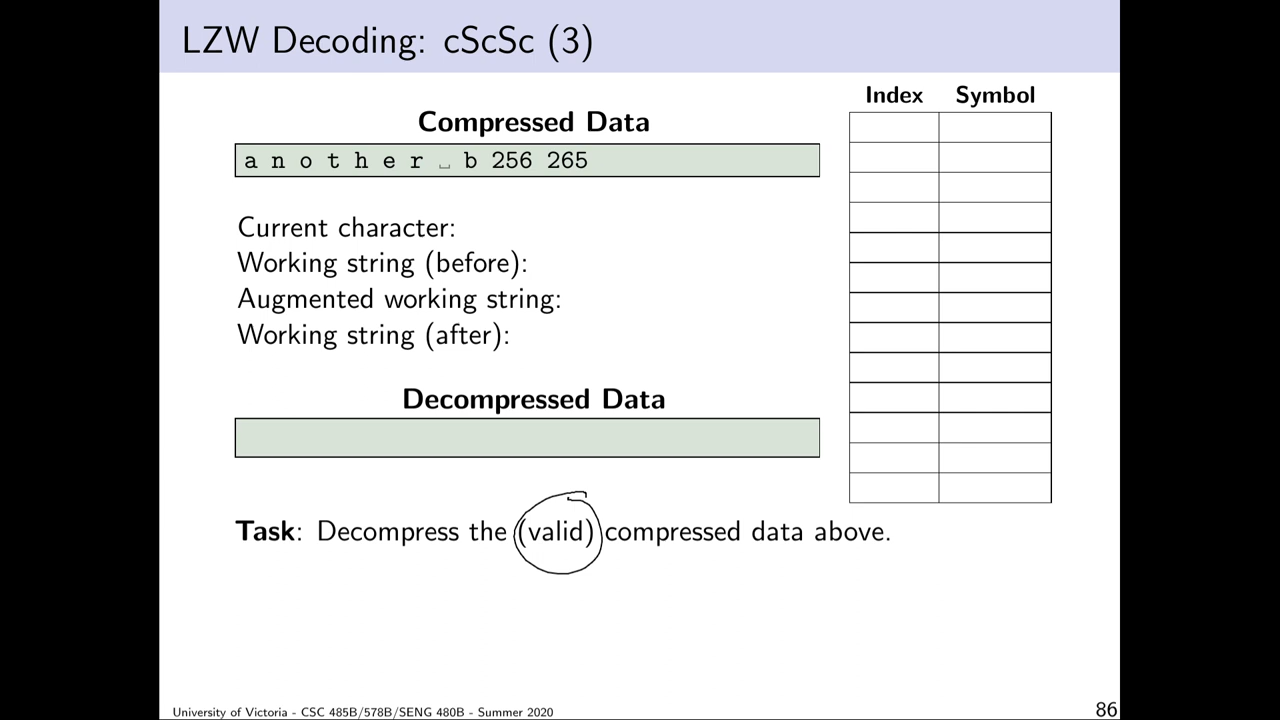 LZW Decoding: cScSc (3)
Index Symbol
Compressed Data
a n o t h e r ␣ b 256 265
Current character:
Working string (before):
Augmented working string:
Working string (after):
Decompressed Data
Task: Decompress the (valid) compressed data above.
University of Victoria - CSC 485B/578B/SENG 480B - Summer 2020
86